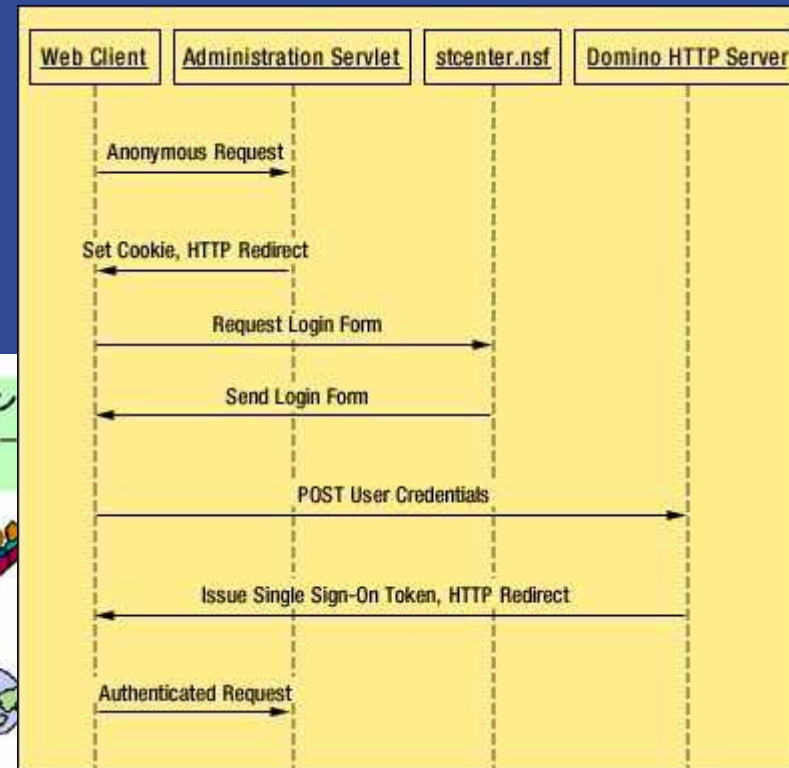 Web Client
Administration Servlet
stcenter.nsf
Domino HTTP Server
Anonymous Request
Set Cookie, HTTP Redirect
Request Login Form
Send Login Form
POST User Credentials
Issue Single Sign-On Token, HTTP Redirect
Authenticated Request